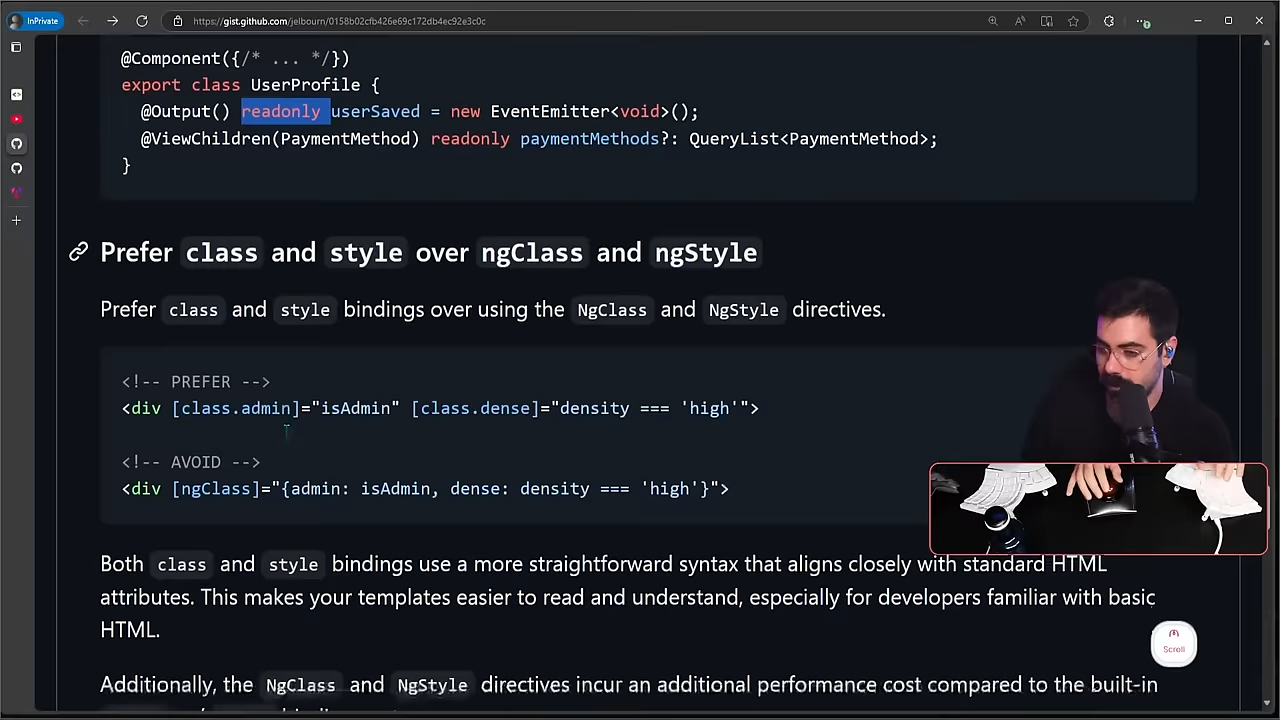 InPrivate
https://gist.github.com/jelbourn/0158b02cfb426e69c172db4ec92e3c0c
@Component({/* ... */})
export class UserProfile {
@Output() readonly userSaved = new EventEmitter<void>();
@ViewChildren(PaymentMethod) readonly paymentMethods?: QueryList<PaymentMethod>;
}
Prefer class and style over ngClass and ngStyle
Prefer class and style bindings over using the NgClass and NgStyle directives.
<!-- PREFER -->
<div [class.admin]="isAdmin" [class.dense]="density === 'high'">
<!-- AVOID -->
<div [ngClass]="{admin: isAdmin, dense: density === 'high'}">
Both class and style bindings use a more straightforward syntax that aligns closely with standard HTML
attributes. This makes your templates easier to read and understand, especially for developers familiar with basic
HTML.
Scroll
Additionally, the NgClass and NgStyle directives incur an additional performance cost compared to the built-in